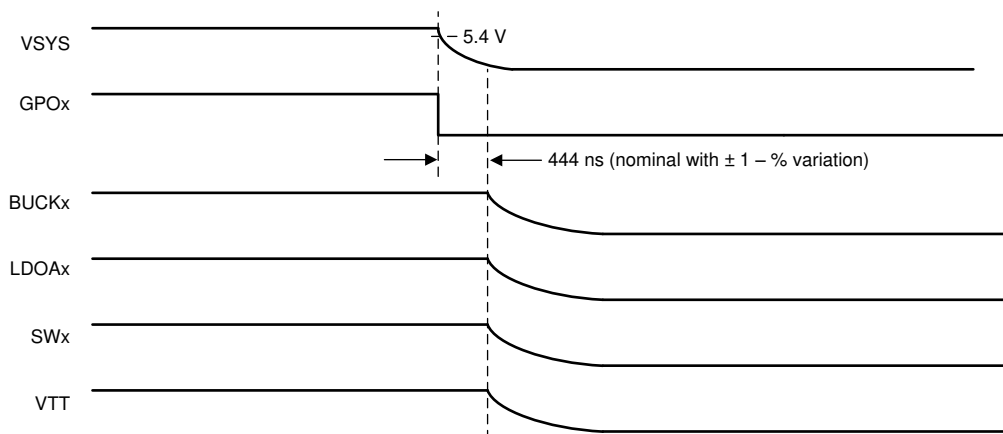 VSYS
5.4 V
GPOx
444 ns (nominal with ± 1 – % variation)
BUCKx
LDOAx
SWx
VTT